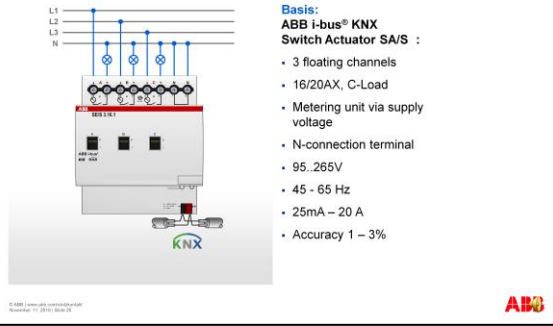 L1
L2
L3
N
ABB
KNX
Basis:
ABB i-bus® KNX
Switch Actuator SA/S :
3 floating channels
16/20AX, C-Load
Metering unit via supply
voltage
N-connection terminal
95..265V
45 - 65 Hz
25mA – 20 A
Accuracy 1 – 3%
ABB